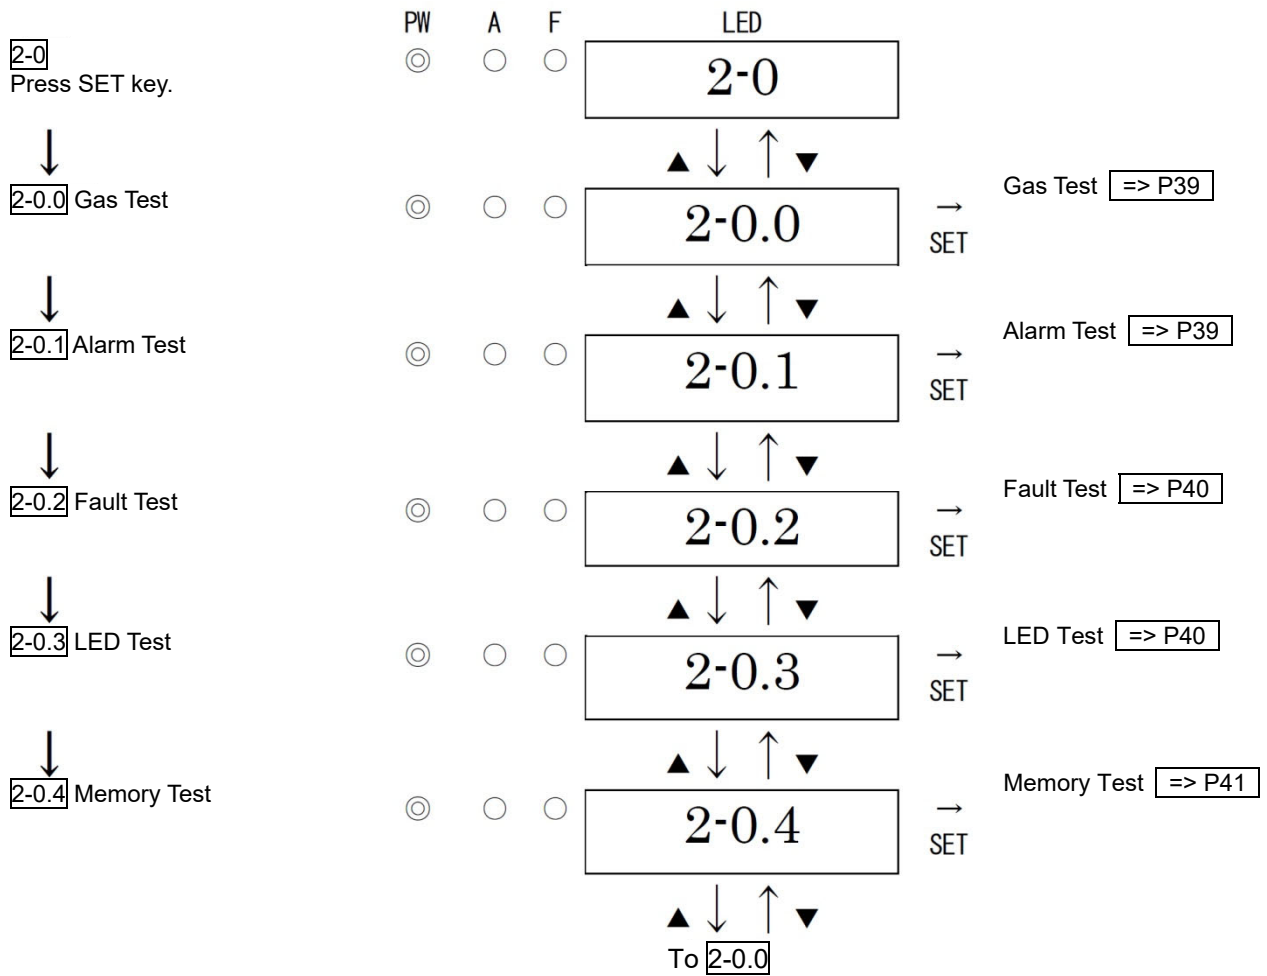 PW A F LED
2-0
Press SET key.
2-0
▲ ↓ ↑ ▼
2-0.0 Gas Test
2-0.0
→
SET
Gas Test => P39
▲ ↓ ↑ ▼
2-0.1 Alarm Test
2-0.1
→
SET
Alarm Test => P39
▲ ↓ ↑ ▼
2-0.2 Fault Test
2-0.2
→
SET
Fault Test => P40
▲ ↓ ↑ ▼
2-0.3 LED Test
2-0.3
→
SET
LED Test => P40
▲ ↓ ↑ ▼
2-0.4 Memory Test
2-0.4
→
SET
Memory Test => P41
▲ ↓ ↑ ▼
To 2-0.0